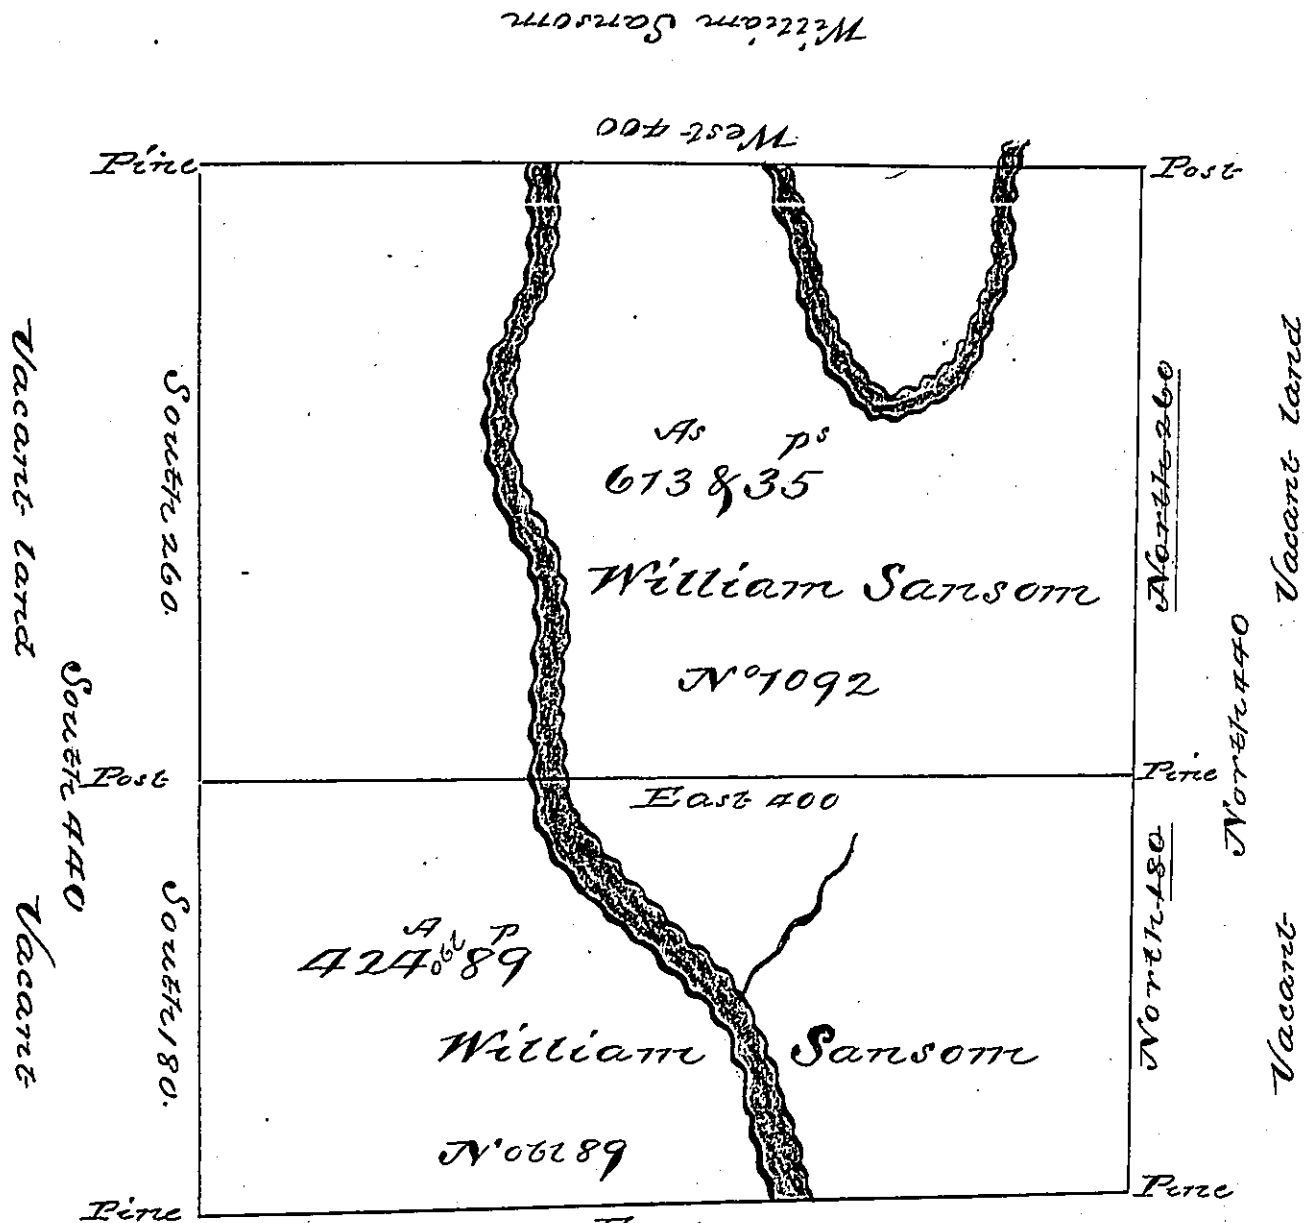 William Sansom
West 400
Pine
Post
Vacant land
South 260.
As ps
613 & 35
William Sansom
No 1092
North 260
Vacant land
South 440
North 440
Post
Pine
East 400
Vacant
South 180.
A P
424 89
William Sansom
North 180
Vacant
Pine
Pine